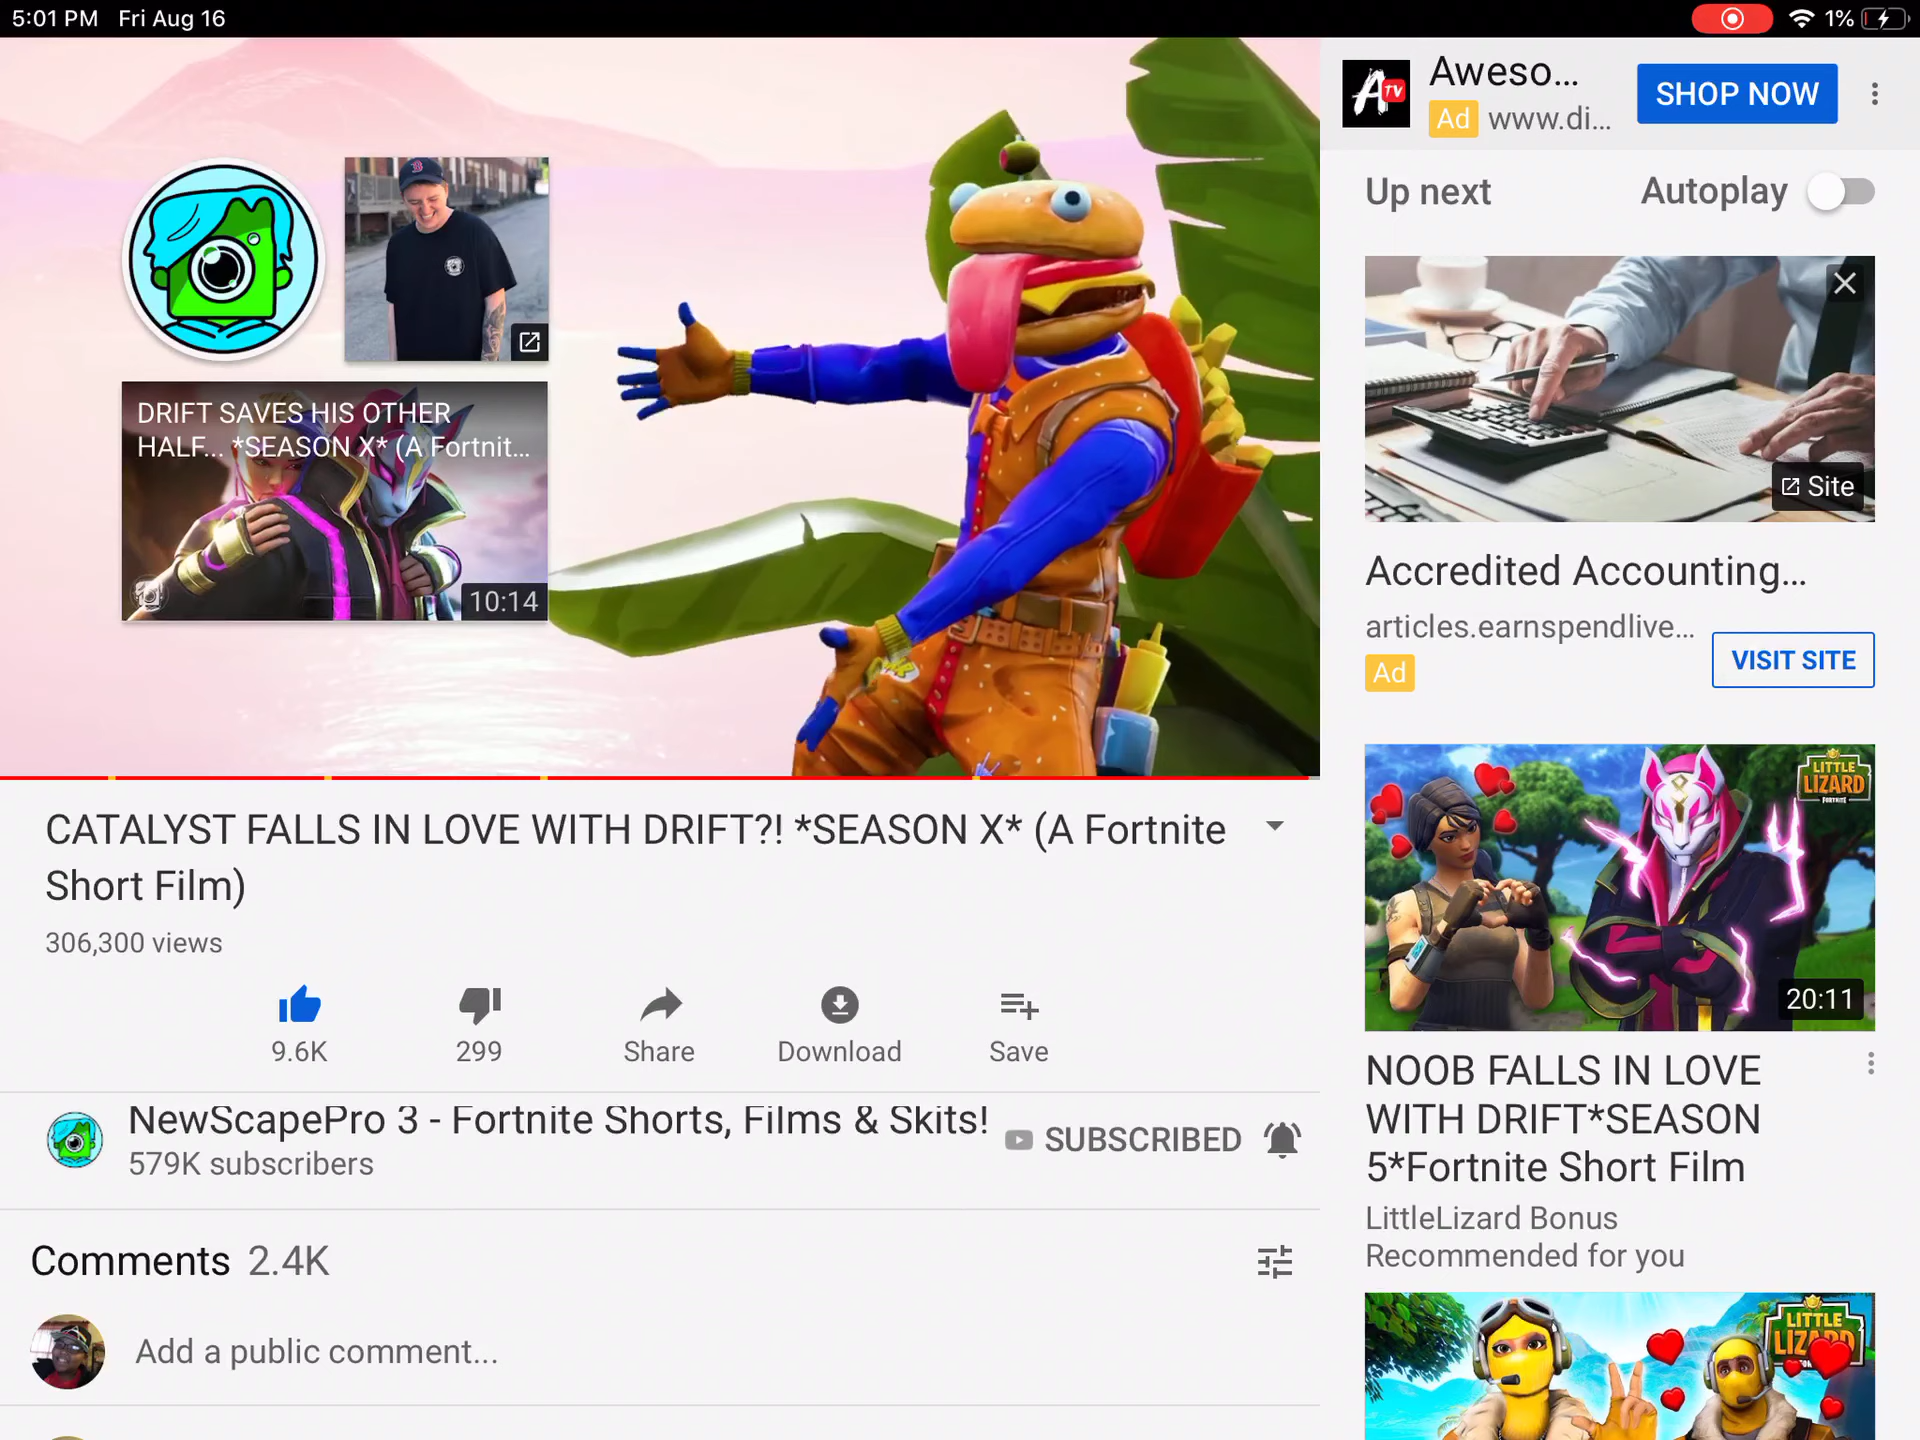 5:01 PM Fri Aug 16
1%
DRIFT SAVES HIS OTHER
HALF... *SEASON X* (A Fortnit...
10:14
CATALYST FALLS IN LOVE WITH DRIFT?! *SEASON X* (A Fortnite
Short Film)
306,300 views
9.6K
299
Share
Download
Save
NewScapePro 3 - Fortnite Shorts, Films & Skits!
579K subscribers
SUBSCRIBED
Comments 2.4K
Add a public comment...
A TV
Aweso...
Ad www.di...
SHOP NOW
Up next
Autoplay
Site
Accredited Accounting...
articles.earnspendlive...
Ad
VISIT SITE
LITTLE
LIZARD
FORTNITE
20:11
NOOB FALLS IN LOVE
WITH DRIFT*SEASON
5*Fortnite Short Film
LittleLizard Bonus
Recommended for you
LITTLE
LIZARD